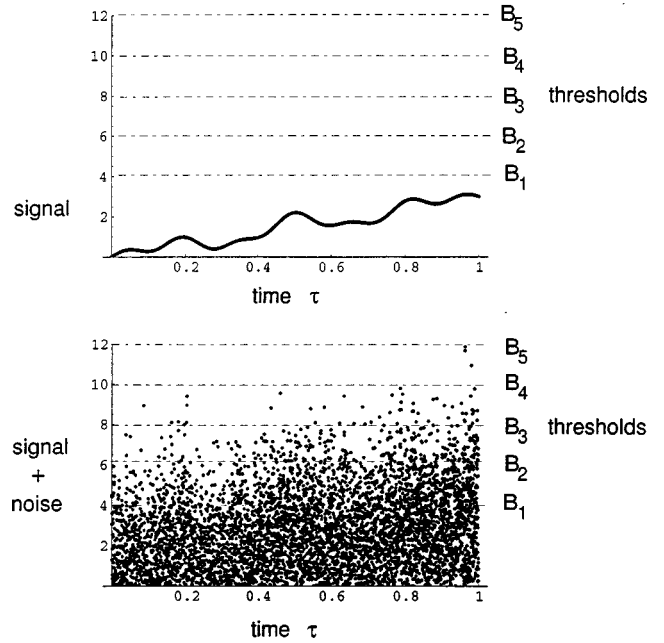 12
B5
10
B4
8
B3
thresholds
6
B2
4
B1
signal
2
0.2
0.4
0.6
0.8
1
time τ
12
B5
10
B4
8
B3
thresholds
signal
+
noise
6
B2
4
B1
2
0.2
0.4
0.6
0.8
1
time τ